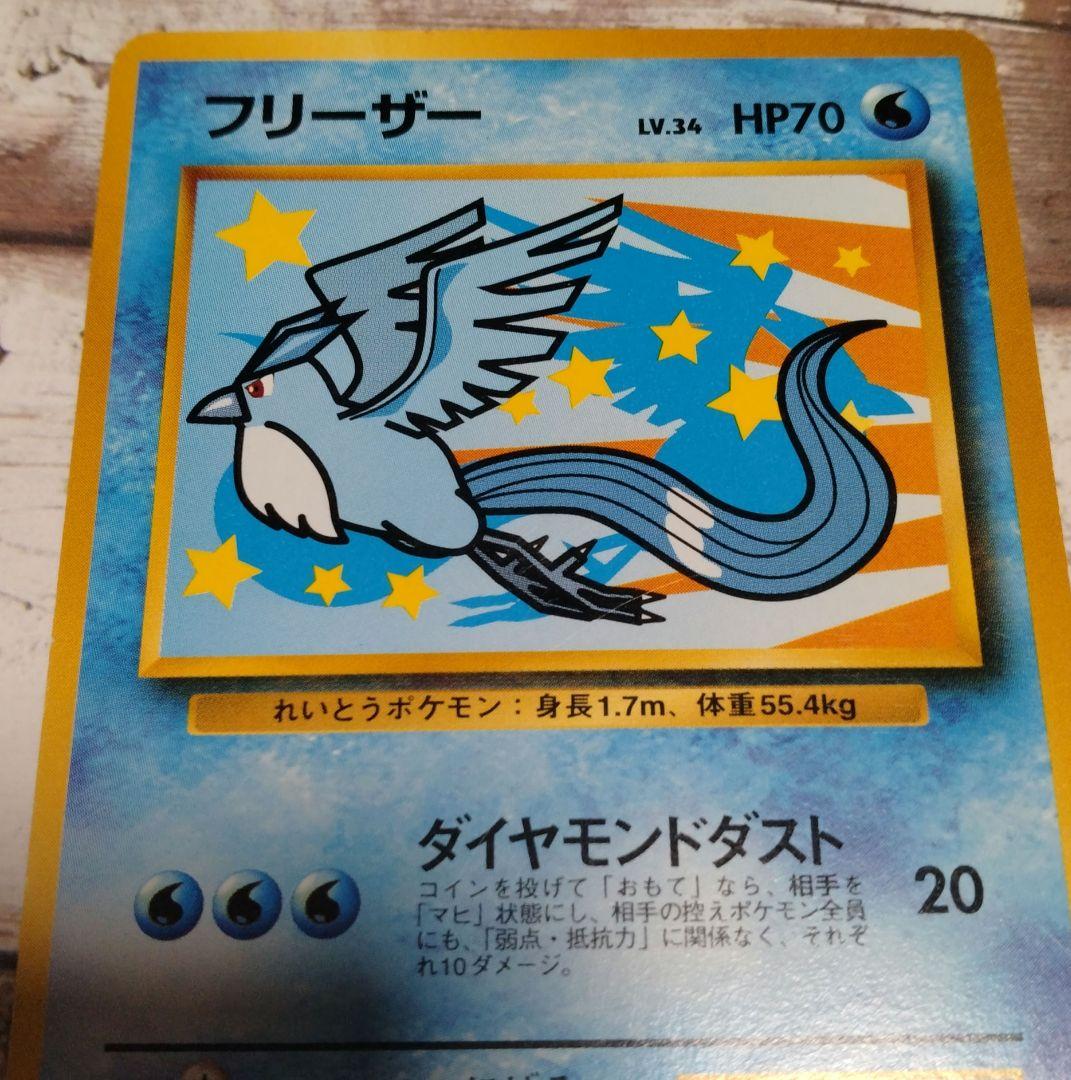 フリーザー LV.34 HP70
れいとうポケモン：身長1.7m、体重55.4kg
ダイヤモンドダスト 20
コインを投げて「おもて」なら、相手を
「マヒ」状態にし、相手の控えポケモン全員
にも、「弱点・抵抗力」に関係なく、それぞ
れ10ダメージ。